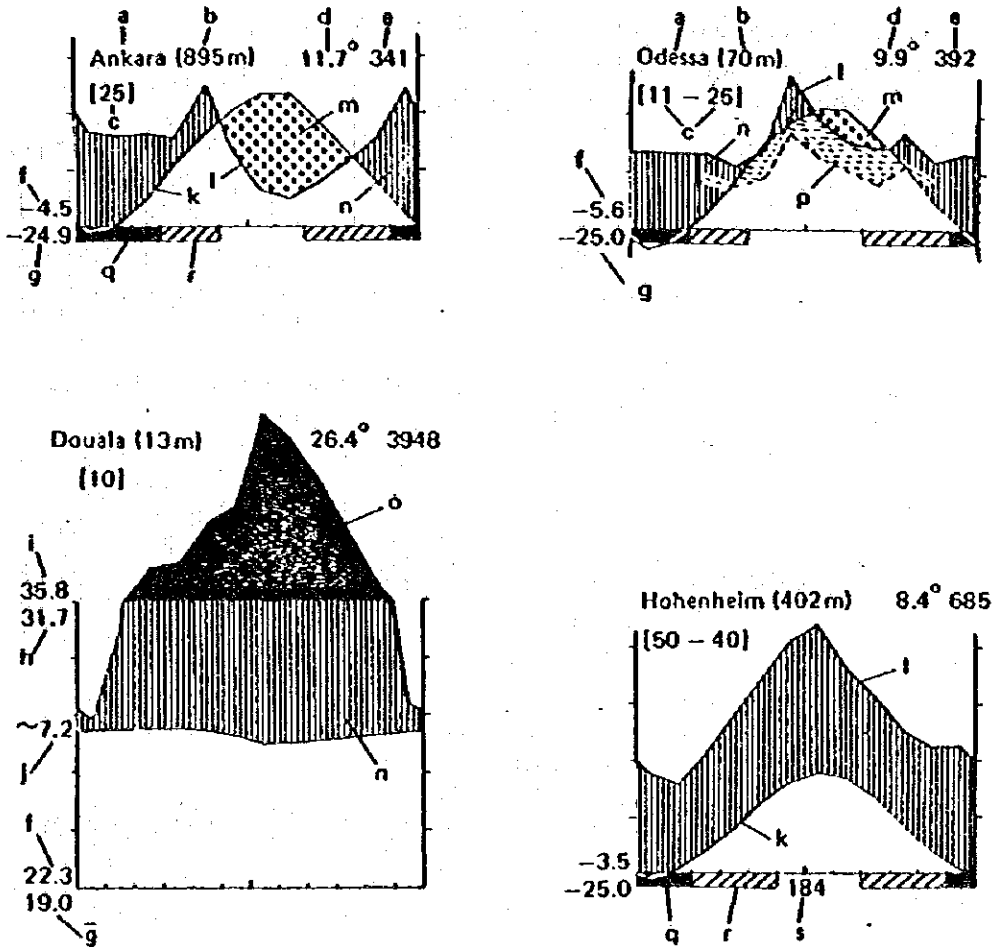 a b d e
Ankara (895m) 11.7° 341
[25]
c
m
l
k
n
f
-4.5
-24.9
g
q
r
a b d e
Odessa (70m) 9.9° 392
[11 - 25]
c
n
l
m
p
f
-5.6
-25.0
g
Douala (13m) 26.4° 3948
[10]
o
i
35.8
31.7
h
~7.2
j
n
f
22.3
19.0
g
Hohenheim (402m) 8.4° 685
[50 - 40]
l
k
-3.5
-25.0
184
q r s